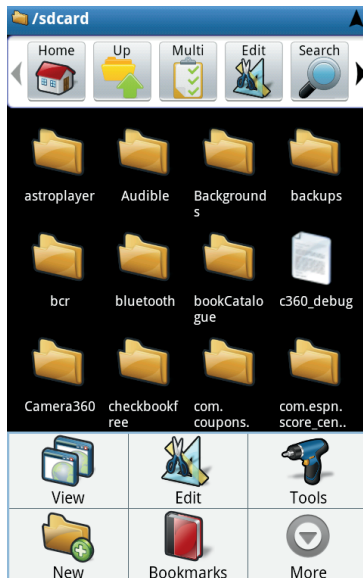 /sdcard
Home Up Multi Edit Search
astroplayer Audible Background
s backups
bcr bluetooth bookCatalo
gue c360_debug
Camera360 checkbookf
ree com.
coupons. com.espn.
score_cen..
View Edit Tools
New Bookmarks More